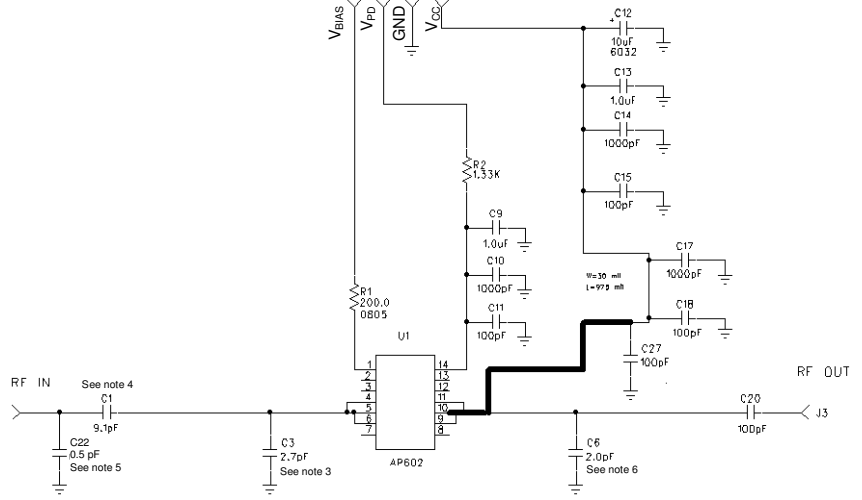 VBIAS
VPD
GND
VCC
C12
+
10uF
6032
C13
1.0uF
C14
1000pF
C15
100pF
R2
1.33K
C9
1.0uF
C10
1000pF
C11
100pF
C17
1000pF
W=30 mil
L=970 mil
C18
100pF
R1
200.0
0805
U1
C27
100pF
1 14
2 13
3 12
4 11
5 10
6 9
7 8
AP602
RF IN
See note 4
C1
9.1pF
C22
0.5 pF
See note 5
C3
2.7pF
See note 3
C6
2.0pF
See note 6
RF OUT
C20
100pF
J3